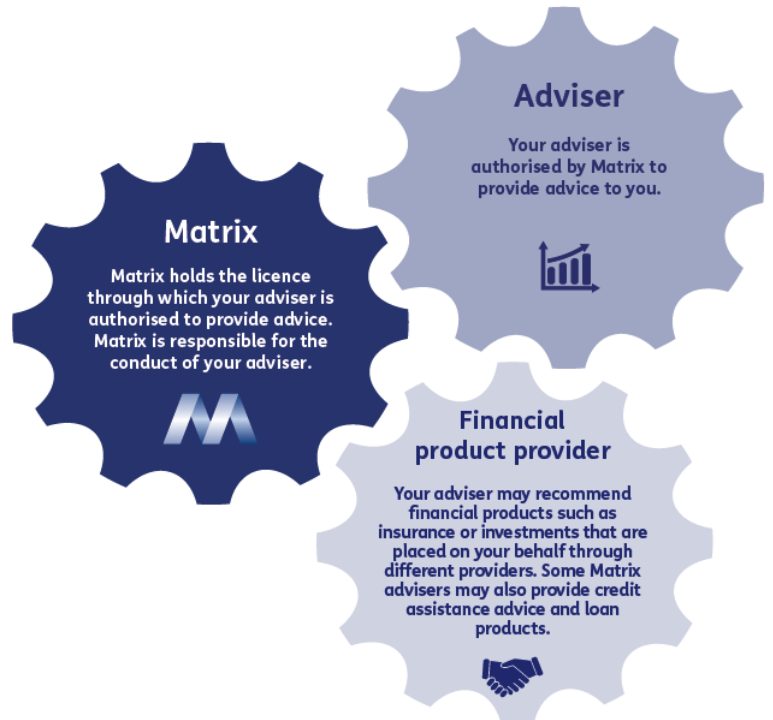 Matrix
Matrix holds the licence
through which your adviser is
authorised to provide advice.
Matrix is responsible for the
conduct of your adviser.
Adviser
Your adviser is
authorised by Matrix to
provide advice to you.
Financial
product provider
Your adviser may recommend
financial products such as
insurance or investments that are
placed on your behalf through
different providers. Some Matrix
advisers may also provide credit
assistance advice and loan
products.